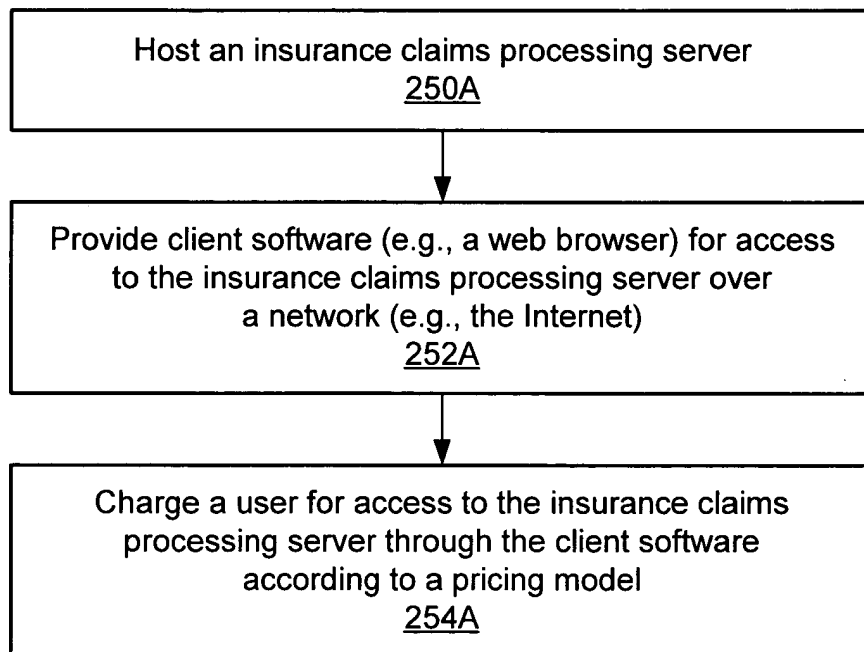 Host an insurance claims processing server
250A
Provide client software (e.g., a web browser) for access
to the insurance claims processing server over
a network (e.g., the Internet)
252A
Charge a user for access to the insurance claims
processing server through the client software
according to a pricing model
254A